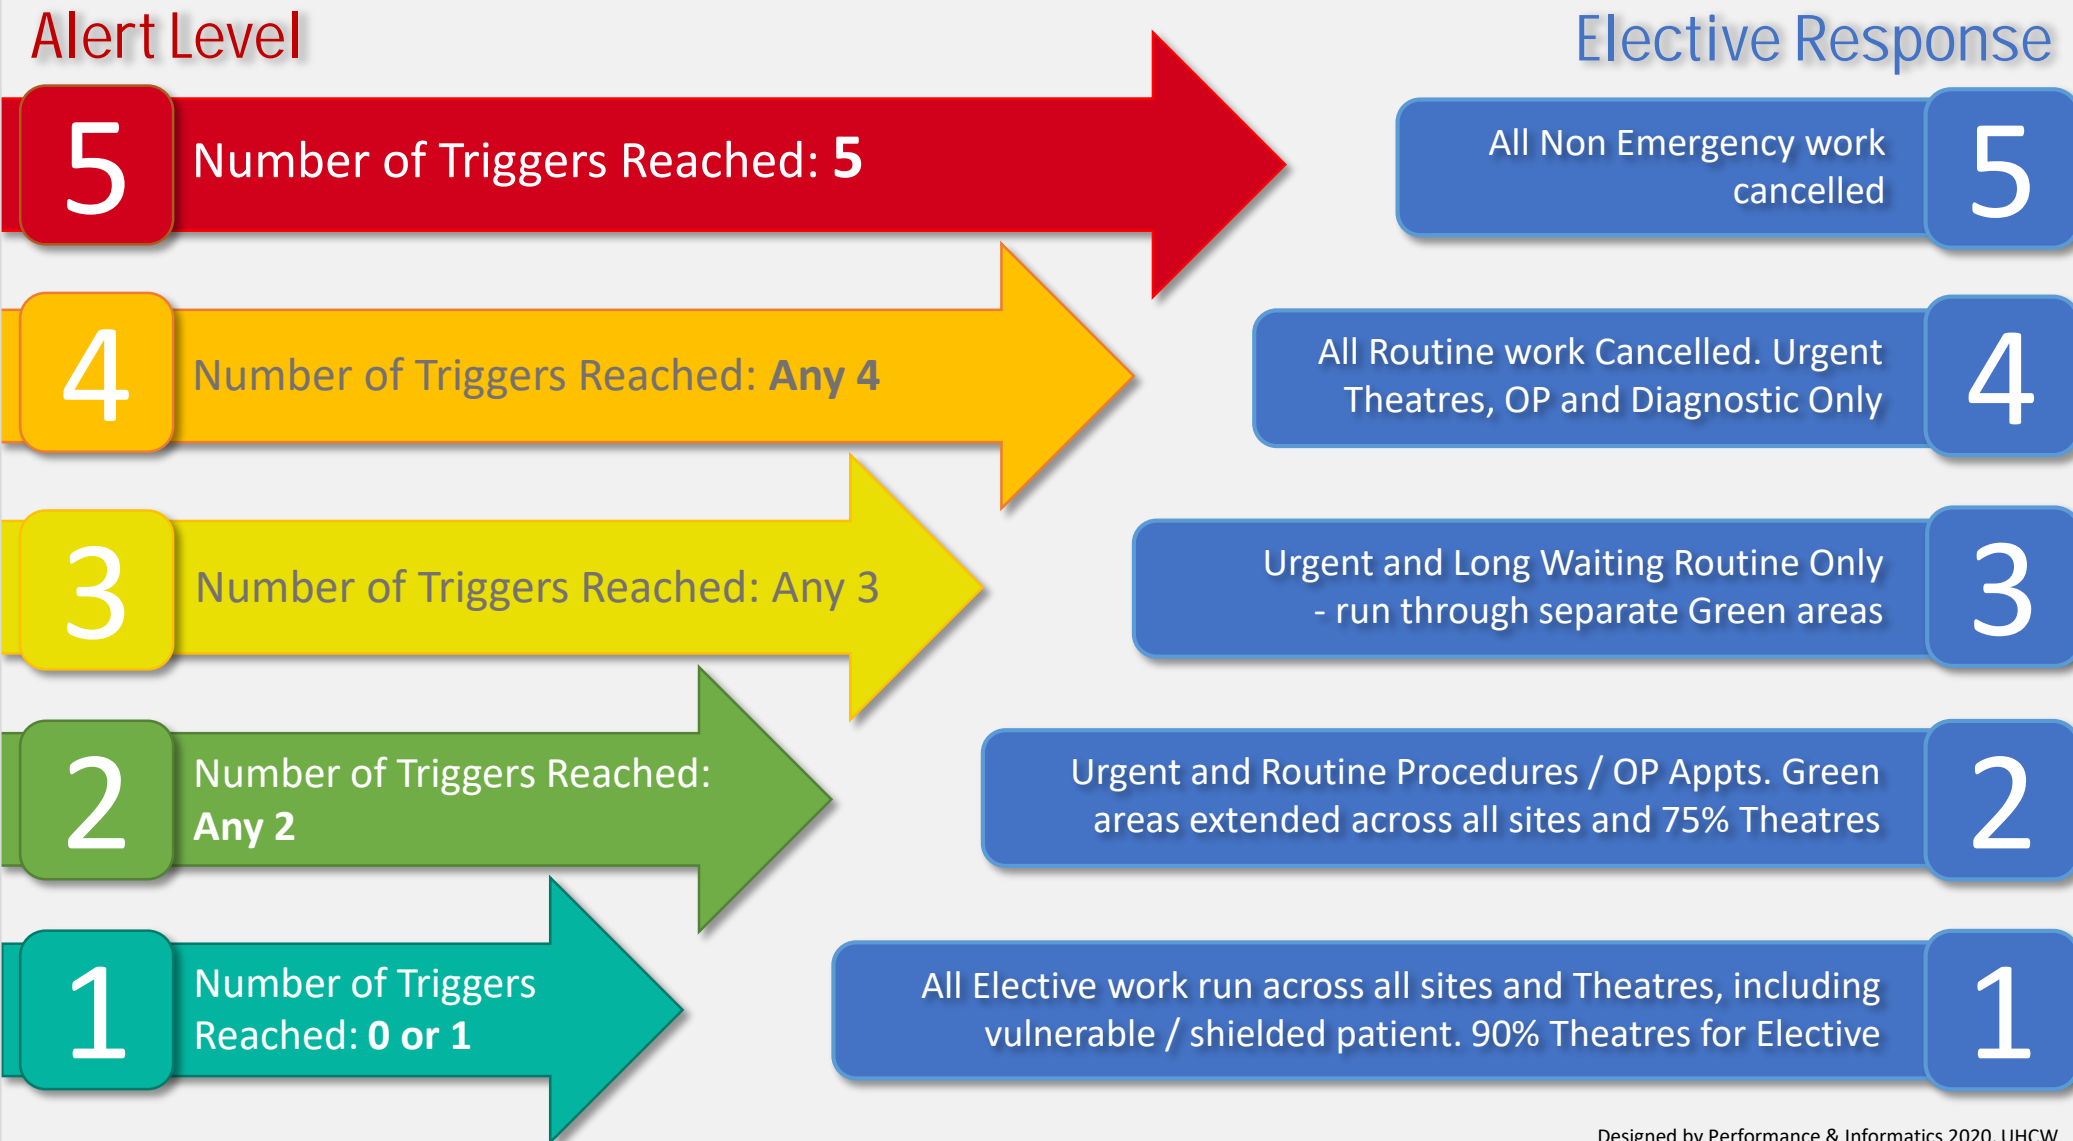 Alert Level
Elective Response
5
Number of Triggers Reached: 5
All Non Emergency work
cancelled
5
4
Number of Triggers Reached: Any 4
All Routine work Cancelled. Urgent
Theatres, OP and Diagnostic Only
4
3
Number of Triggers Reached: Any 3
Urgent and Long Waiting Routine Only
- run through separate Green areas
3
2
Number of Triggers Reached:
Any 2
Urgent and Routine Procedures / OP Appts. Green
areas extended across all sites and 75% Theatres
2
1
Number of Triggers
Reached: 0 or 1
All Elective work run across all sites and Theatres, including
vulnerable / shielded patient. 90% Theatres for Elective
1
Designed by Performance & Informatics 2020, UHCW